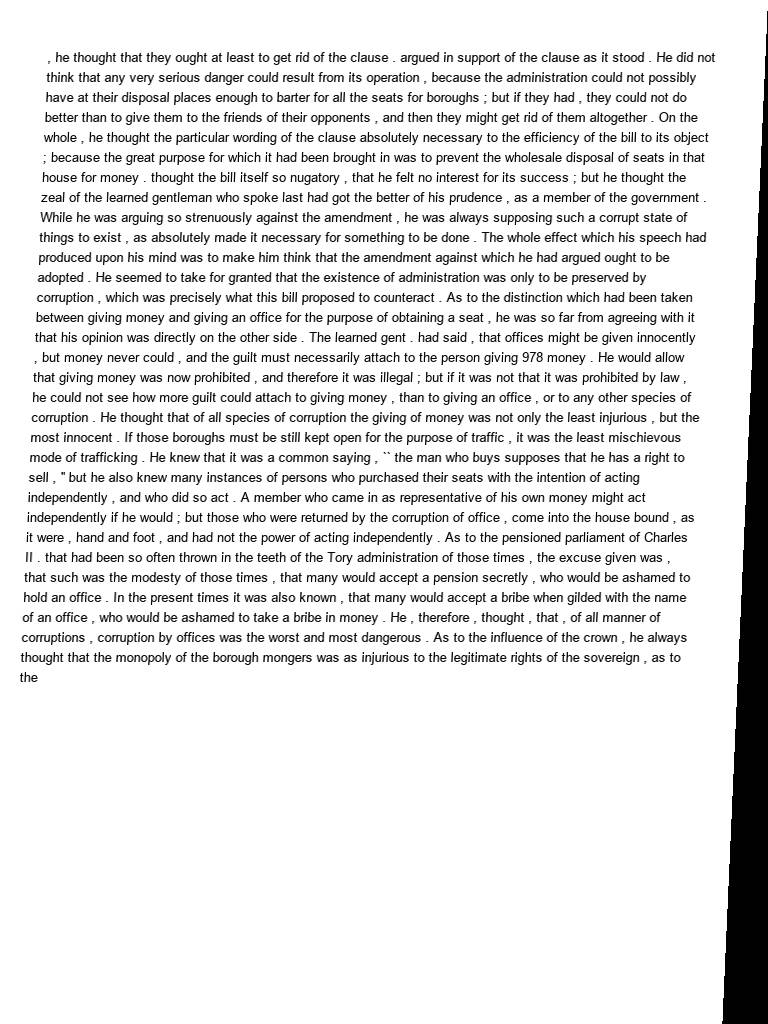 , he thought that they ought at least to get rid of the clause . argued in support of the clause as it stood . He did not
think that any very serious danger could result from its operation , because the administration could not possibly
have at their disposal places enough to barter for all the seats for boroughs ; but if they had , they could not do
better than to give them to the friends of their opponents , and then they might get rid of them altogether . On the
whole , he thought the particular wording of the clause absolutely necessary to the efficiency of the bill to its object
; because the great purpose for which it had been brought in was to prevent the wholesale disposal of seats in that
house for money . thought the bill itself so nugatory , that he felt no interest for its success ; but he thought the
zeal of the learned gentleman who spoke last had got the better of his prudence , as a member of the government .
While he was arguing so strenuously against the amendment , he was always supposing such a corrupt state of
things to exist , as absolutely made it necessary for something to be done . The whole effect which his speech had
produced upon his mind was to make him think that the amendment against which he had argued ought to be
adopted . He seemed to take for granted that the existence of administration was only to be preserved by
corruption , which was precisely what this bill proposed to counteract . As to the distinction which had been taken
between giving money and giving an office for the purpose of obtaining a seat , he was so far from agreeing with it
that his opinion was directly on the other side . The learned gent . had said , that offices might be given innocently
, but money never could , and the guilt must necessarily attach to the person giving 978 money . He would allow
that giving money was now prohibited , and therefore it was illegal ; but if it was not that it was prohibited by law ,
he could not see how more guilt could attach to giving money , than to giving an office , or to any other species of
corruption . He thought that of all species of corruption the giving of money was not only the least injurious , but the
most innocent . If those boroughs must be still kept open for the purpose of traffic , it was the least mischievous
mode of trafficking . He knew that it was a common saying , `` the man who buys supposes that he has a right to
sell , '' but he also knew many instances of persons who purchased their seats with the intention of acting
independently , and who did so act . A member who came in as representative of his own money might act
independently if he would ; but those who were returned by the corruption of office , come into the house bound , as
it were , hand and foot , and had not the power of acting independently . As to the pensioned parliament of Charles
II . that had been so often thrown in the teeth of the Tory administration of those times , the excuse given was ,
that such was the modesty of those times , that many would accept a pension secretly , who would be ashamed to
hold an office . In the present times it was also known , that many would accept a bribe when gilded with the name
of an office , who would be ashamed to take a bribe in money . He , therefore , thought , that , of all manner of
corruptions , corruption by offices was the worst and most dangerous . As to the influence of the crown , he always
thought that the monopoly of the borough mongers was as injurious to the legitimate rights of the sovereign , as to
the